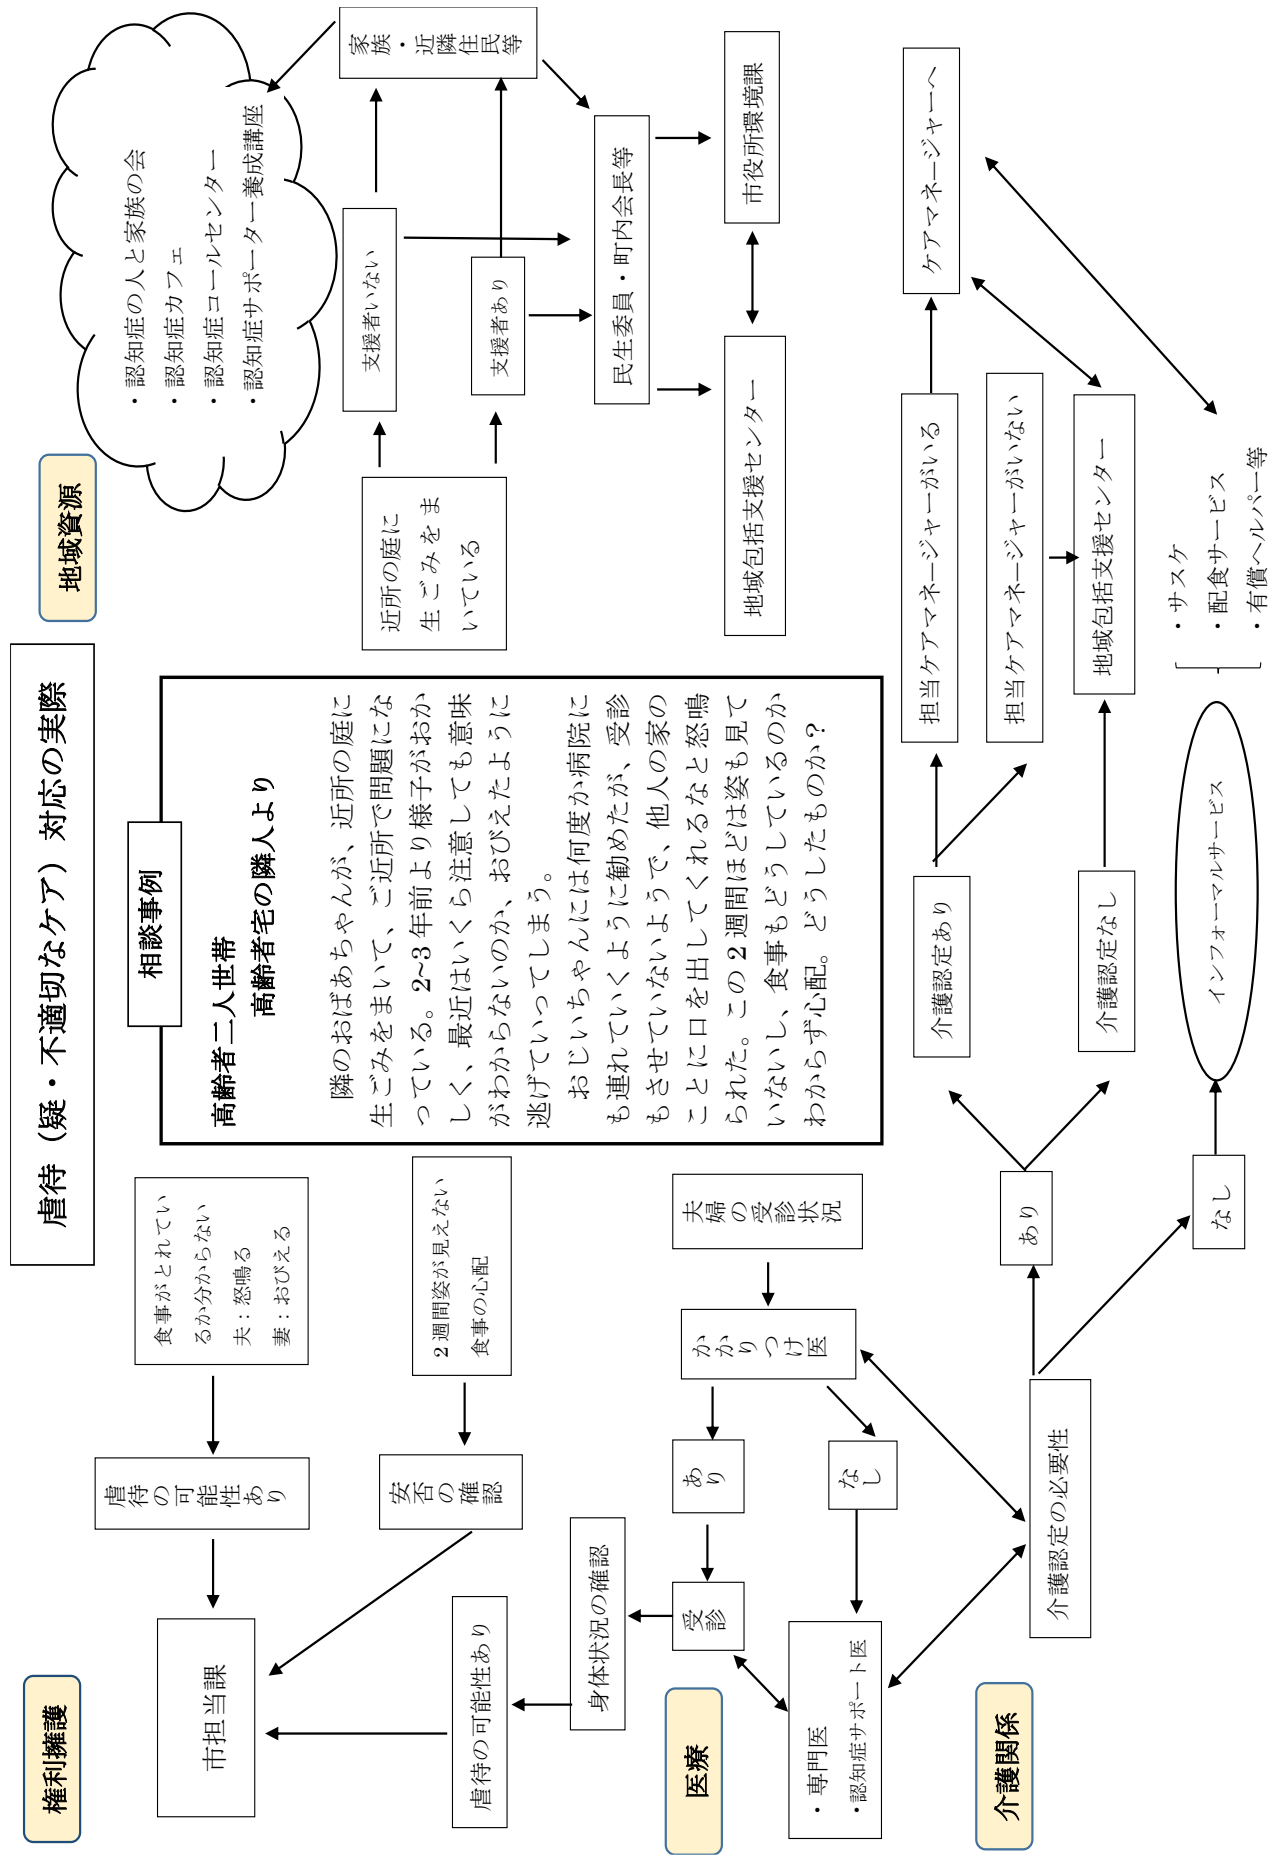 虐待（疑・不適切なケア）対応の実際
権利擁護
市担当課
虐待の可能性あり
食事がとれてい
るか分からない
夫：怒鳴る
妻：おびえる
安否の確認
2 週間姿が見えない
食事の心配
虐待の可能性あり
身体状況の確認
相談事例
高齢者二人世帯
高齢者宅の隣人より
隣のおばあちゃんが、近所の庭に
生ごみをまいて、ご近所で問題にな
っている。2~3 年前より様子がおか
しく、最近はいくら注意しても意味
がわからないのか、おびえたように
逃げていってしまう。
おじいちゃんには何度か病院に
も連れていくように勧めたが、受診
もさせていないようで、他人の家の
ことに口を出してくれるなと怒鳴
られた。この 2 週間ほどは姿も見て
いないし、食事もどうしているのか
わからず心配。どうしたものか？
地域資源
・認知症の人と家族の会
・認知症カフェ
・認知症コールセンター
・認知症サポーター養成講座
近所の庭に
生ごみをま
いている
支援者いない
支援者あり
家族・近隣住民等
民生委員・町内会長等
地域包括支援センター
市役所環境課
医療
夫婦の受診状況
かかりつけ医
あり
なし
受診
・専門医
・認知症サポート医
介護関係
介護認定の必要性
あり
なし
介護認定あり
介護認定なし
担当ケアマネージャーがいる
担当ケアマネージャーがいない
地域包括支援センター
ケアマネージャーへ
インフォーマルサービス
・サスケ
・配食サービス
・有償ヘルパー等